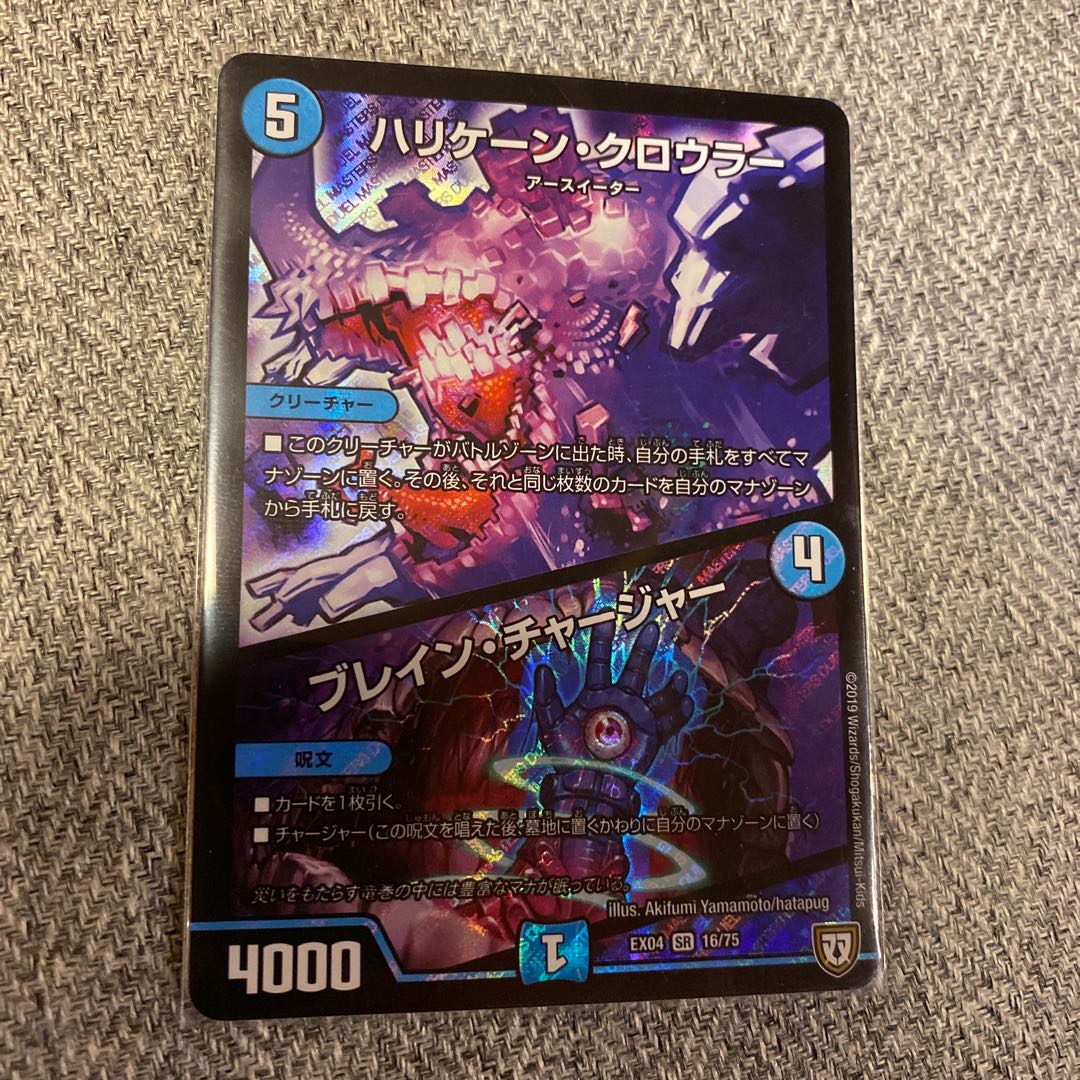 5
ハリケーン・クロウラー
アースイーター
クリーチャー
■ このクリーチャーがバトルゾーンに出た時、自分の手札をすべてマ
ナゾーンに置く。その後、それと同じ枚数のカードを自分のマナゾーン
から手札に戻す。
4
ブレイン・チャージャー
呪文
■ カードを1枚引く。
■ チャージャー(この呪文を唱えた後、墓地に置くかわりに自分のマナゾーンに置く)
災いをもたらす竜巻の中には豊富なマナが眠っている。
illus. Akifumi Yamamoto/hatapug
©2019 Wizards/Shogakukan/Mitsui-Kids
4000
1
EX04 SR 16/75